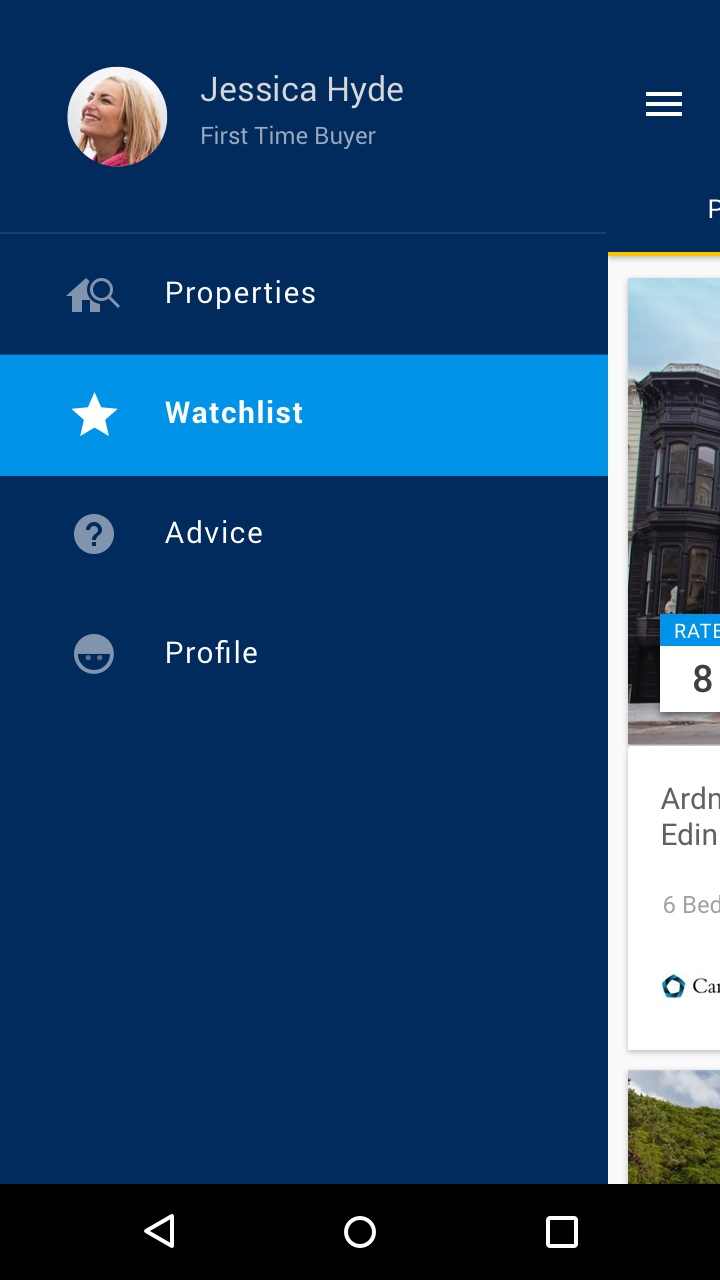 Jessica Hyde
First Time Buyer
Properties
Watchlist
Advice
Profile
P
RATE
8
Ardn
Edin
6 Bed
Car